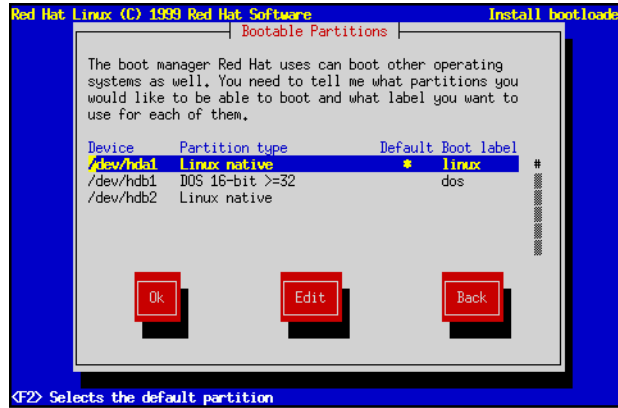 Red Hat Linux (C) 1999 Red Hat Software Install bootloade
Bootable Partitions
The boot manager Red Hat uses can boot other operating
systems as well. You need to tell me what partitions you
would like to be able to boot and what label you want to
use for each of them.
Device Partition type Default Boot label
/dev/hda1 Linux native * linux #
/dev/hdb1 DOS 16-bit >=32 dos
/dev/hdb2 Linux native
Ok Edit Back
<F2> Selects the default partition